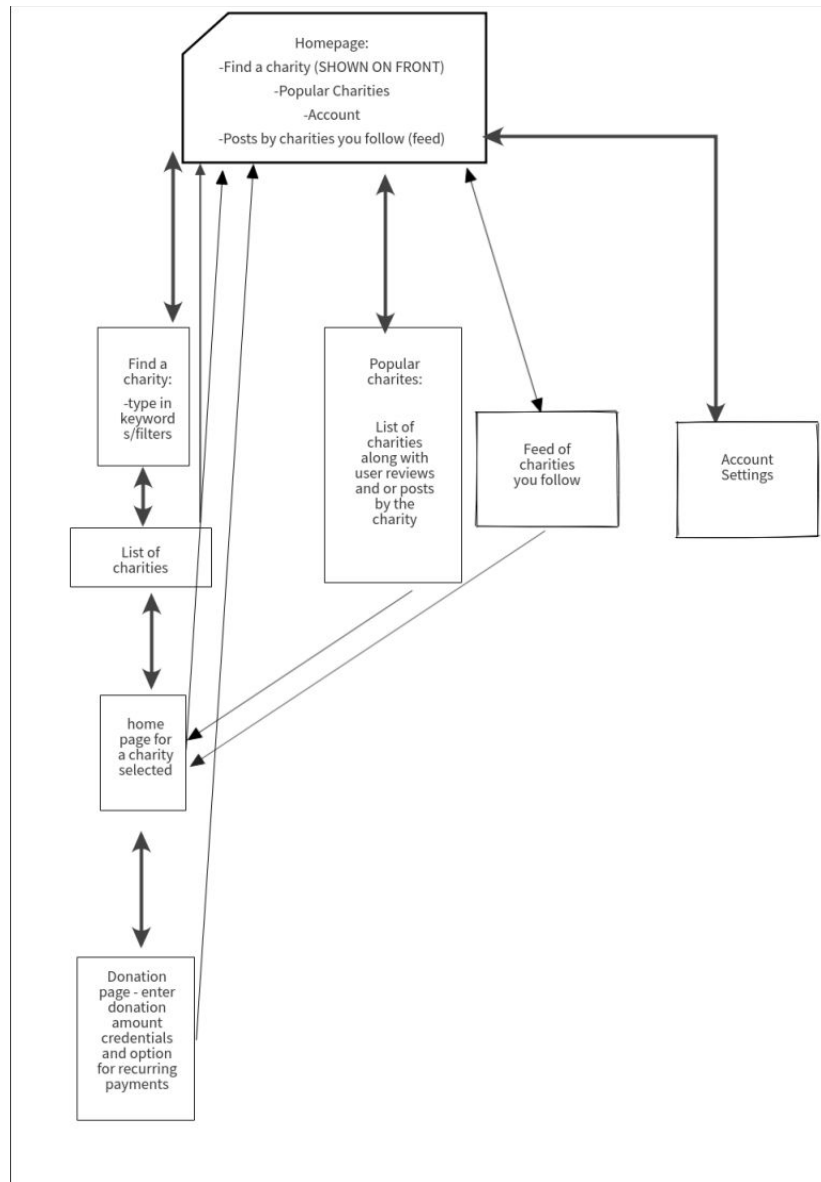 Homepage:
-Find a charity (SHOWN ON FRONT)
-Popular Charities
-Account
-Posts by charities you follow (feed)
Find a
charity:
-type in
keyword
s/filters
Popular
charites:
List of
charities
along with
user reviews
and or posts
by the
charity
Feed of
charities
you follow
Account
Settings
List of
charities
home
page for
a charity
selected
Donation
page - enter
donation
amount
credentials
and option
for recurring
payments